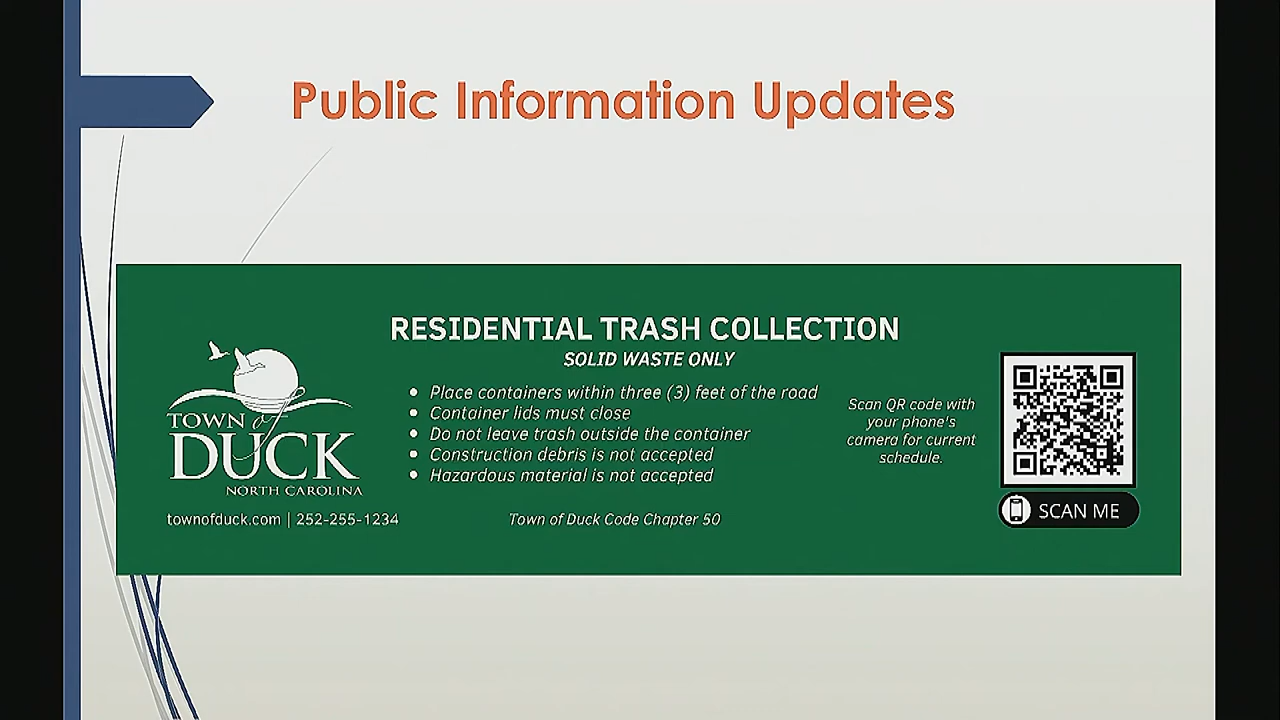 Public Information Updates
RESIDENTIAL TRASH COLLECTION
SOLID WASTE ONLY
• Place containers within three (3) feet of the road
• Container lids must close
• Do not leave trash outside the container
• Construction debris is not accepted
• Hazardous material is not accepted
TOWN of
DUCK
NORTH CAROLINA
townofduck.com | 252-255-1234
Town of Duck Code Chapter 50
Scan QR code with
your phone's
camera for current
schedule.
SCAN ME